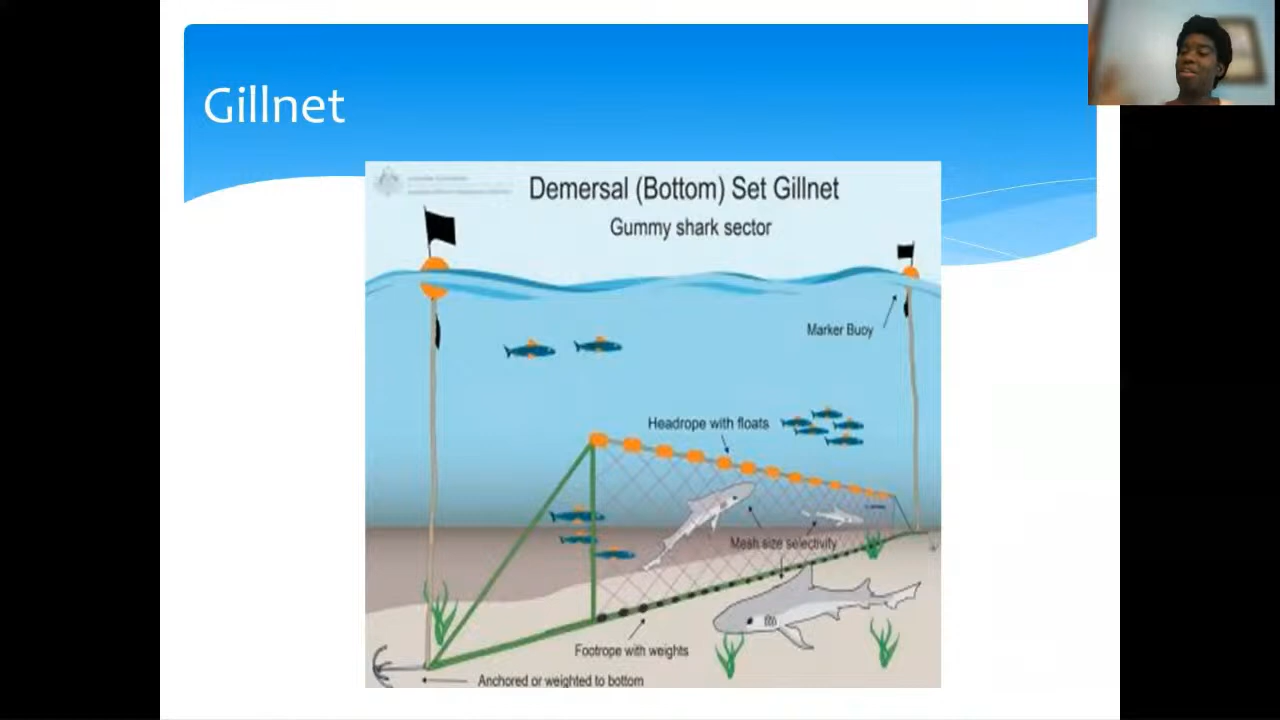 Gillnet
Demersal (Bottom) Set Gillnet
Gummy shark sector
Marker Buoy
Headrope with floats
Mesh size selectivity
Footrope with weights
Anchored or weighted to bottom